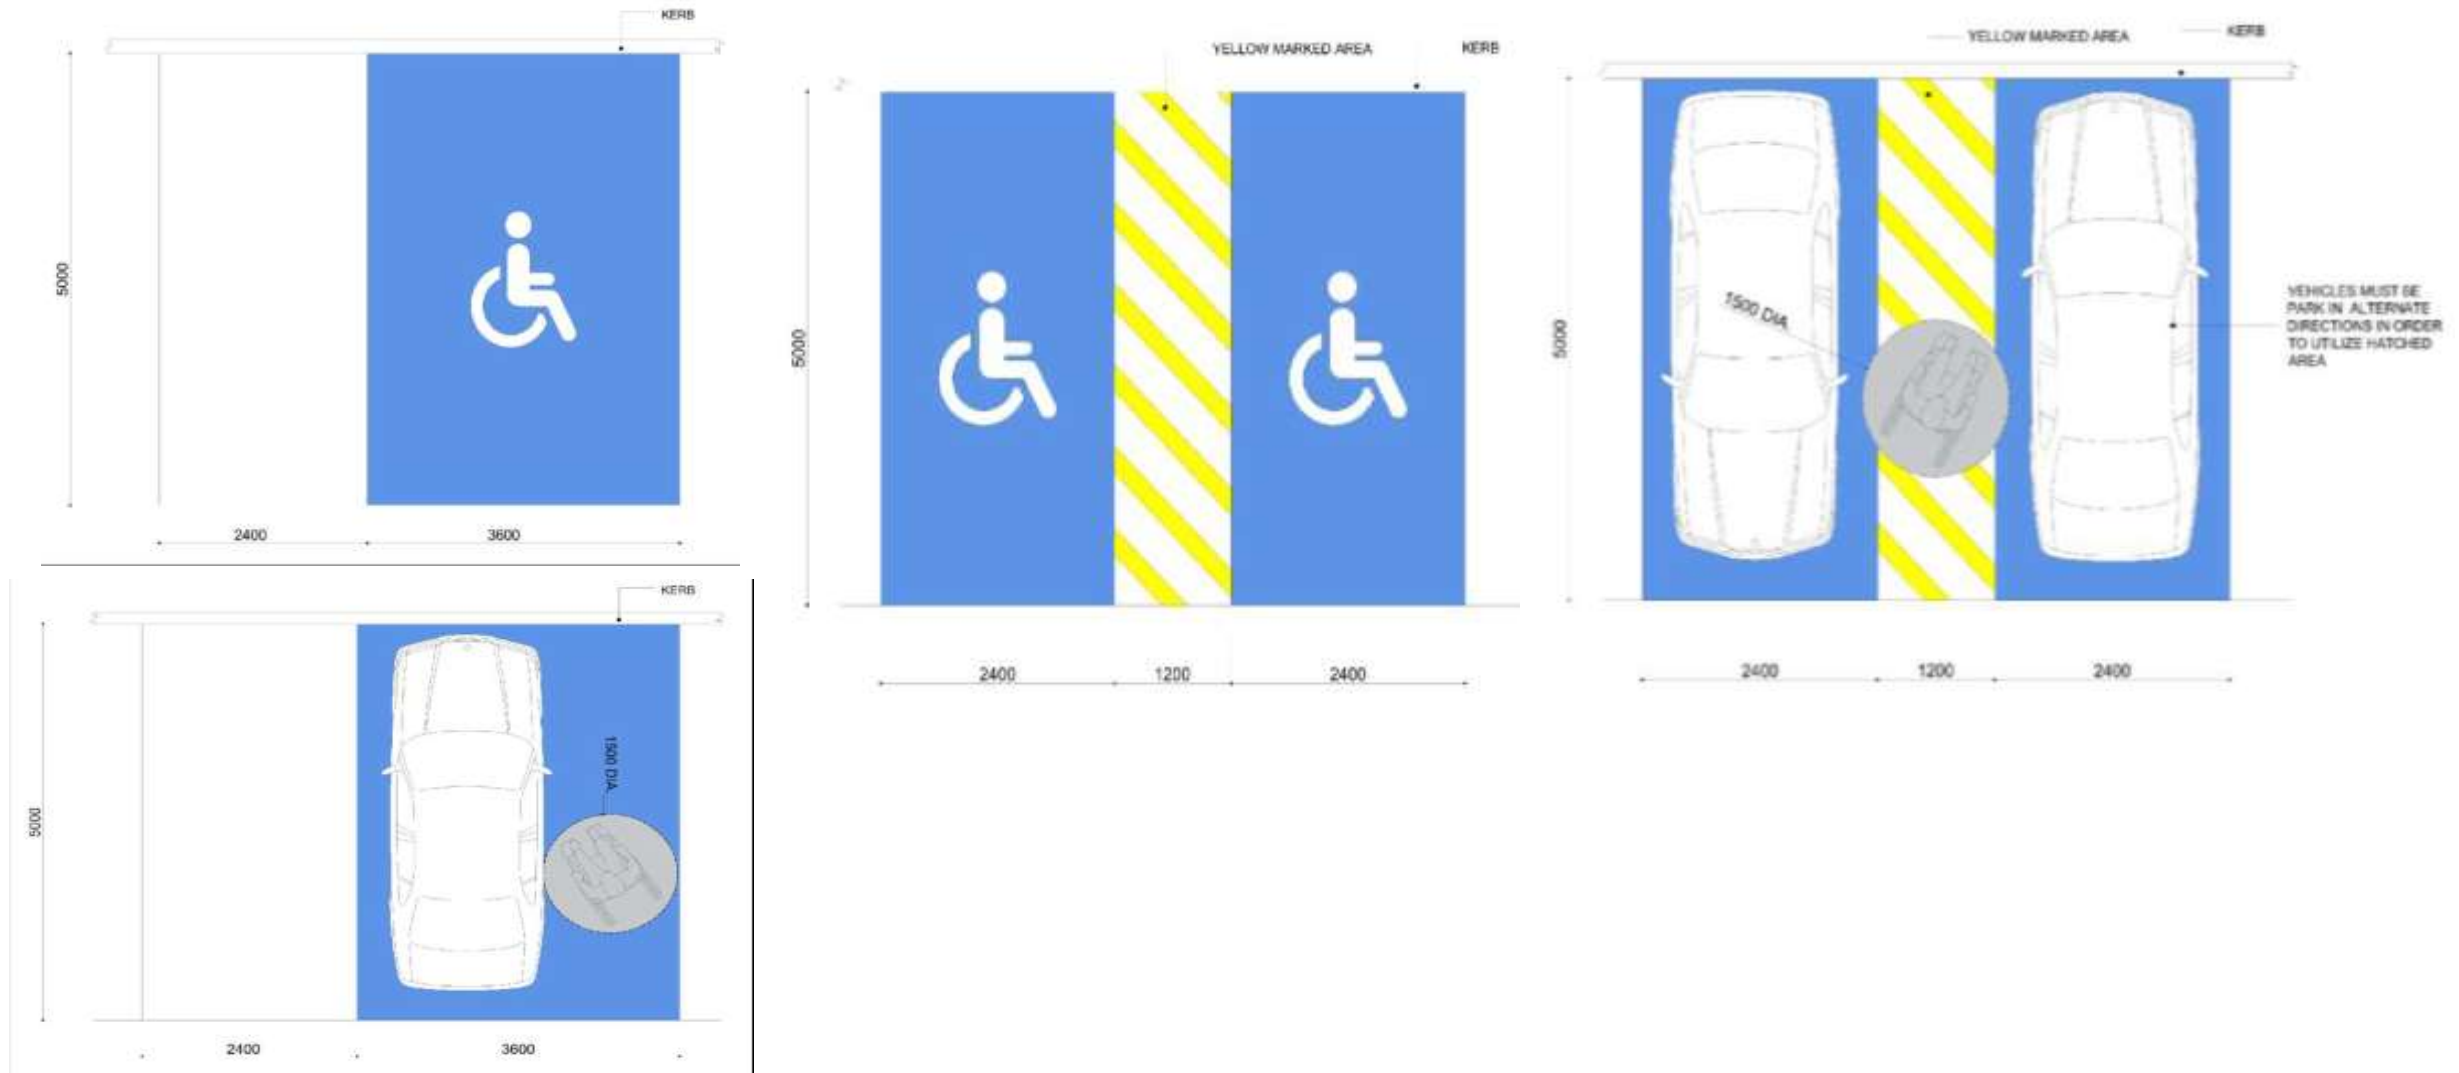 KERB
5000
2400
3600
YELLOW MARKED AREA
KERB
5000
2400
1200
2400
YELLOW MARKED AREA
KERB
1500 DIA
5000
VEHICLES MUST BE
PARK IN ALTERNATE
DIRECTIONS IN ORDER
TO UTILIZE HATCHED
AREA
2400
1200
2400
KERB
1500 DIA
5000
2400
3600